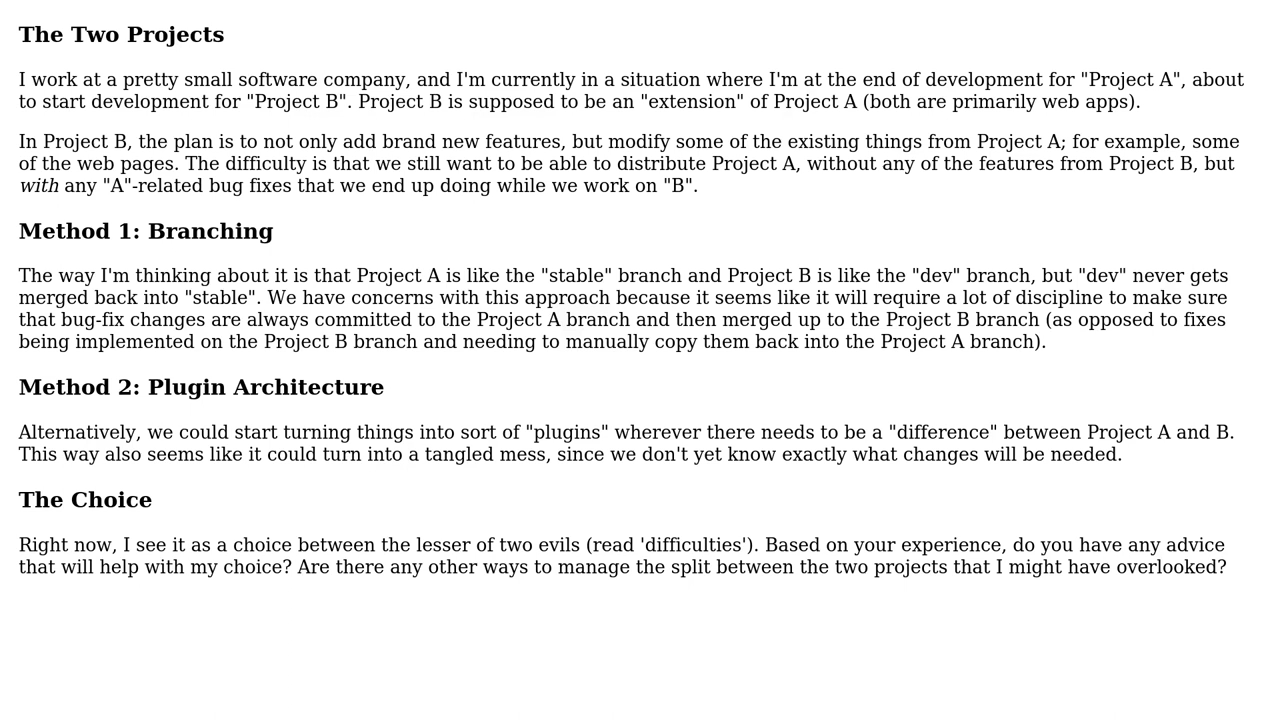 The Two Projects
I work at a pretty small software company, and I'm currently in a situation where I'm at the end of development for "Project A", about
to start development for "Project B". Project B is supposed to be an "extension" of Project A (both are primarily web apps).
In Project B, the plan is to not only add brand new features, but modify some of the existing things from Project A; for example, some
of the web pages. The difficulty is that we still want to be able to distribute Project A, without any of the features from Project B, but
with any "A"-related bug fixes that we end up doing while we work on "B".
Method 1: Branching
The way I'm thinking about it is that Project A is like the "stable" branch and Project B is like the "dev" branch, but "dev" never gets
merged back into "stable". We have concerns with this approach because it seems like it will require a lot of discipline to make sure
that bug-fix changes are always committed to the Project A branch and then merged up to the Project B branch (as opposed to fixes
being implemented on the Project B branch and needing to manually copy them back into the Project A branch).
Method 2: Plugin Architecture
Alternatively, we could start turning things into sort of "plugins" wherever there needs to be a "difference" between Project A and B.
This way also seems like it could turn into a tangled mess, since we don't yet know exactly what changes will be needed.
The Choice
Right now, I see it as a choice between the lesser of two evils (read 'difficulties'). Based on your experience, do you have any advice
that will help with my choice? Are there any other ways to manage the split between the two projects that I might have overlooked?